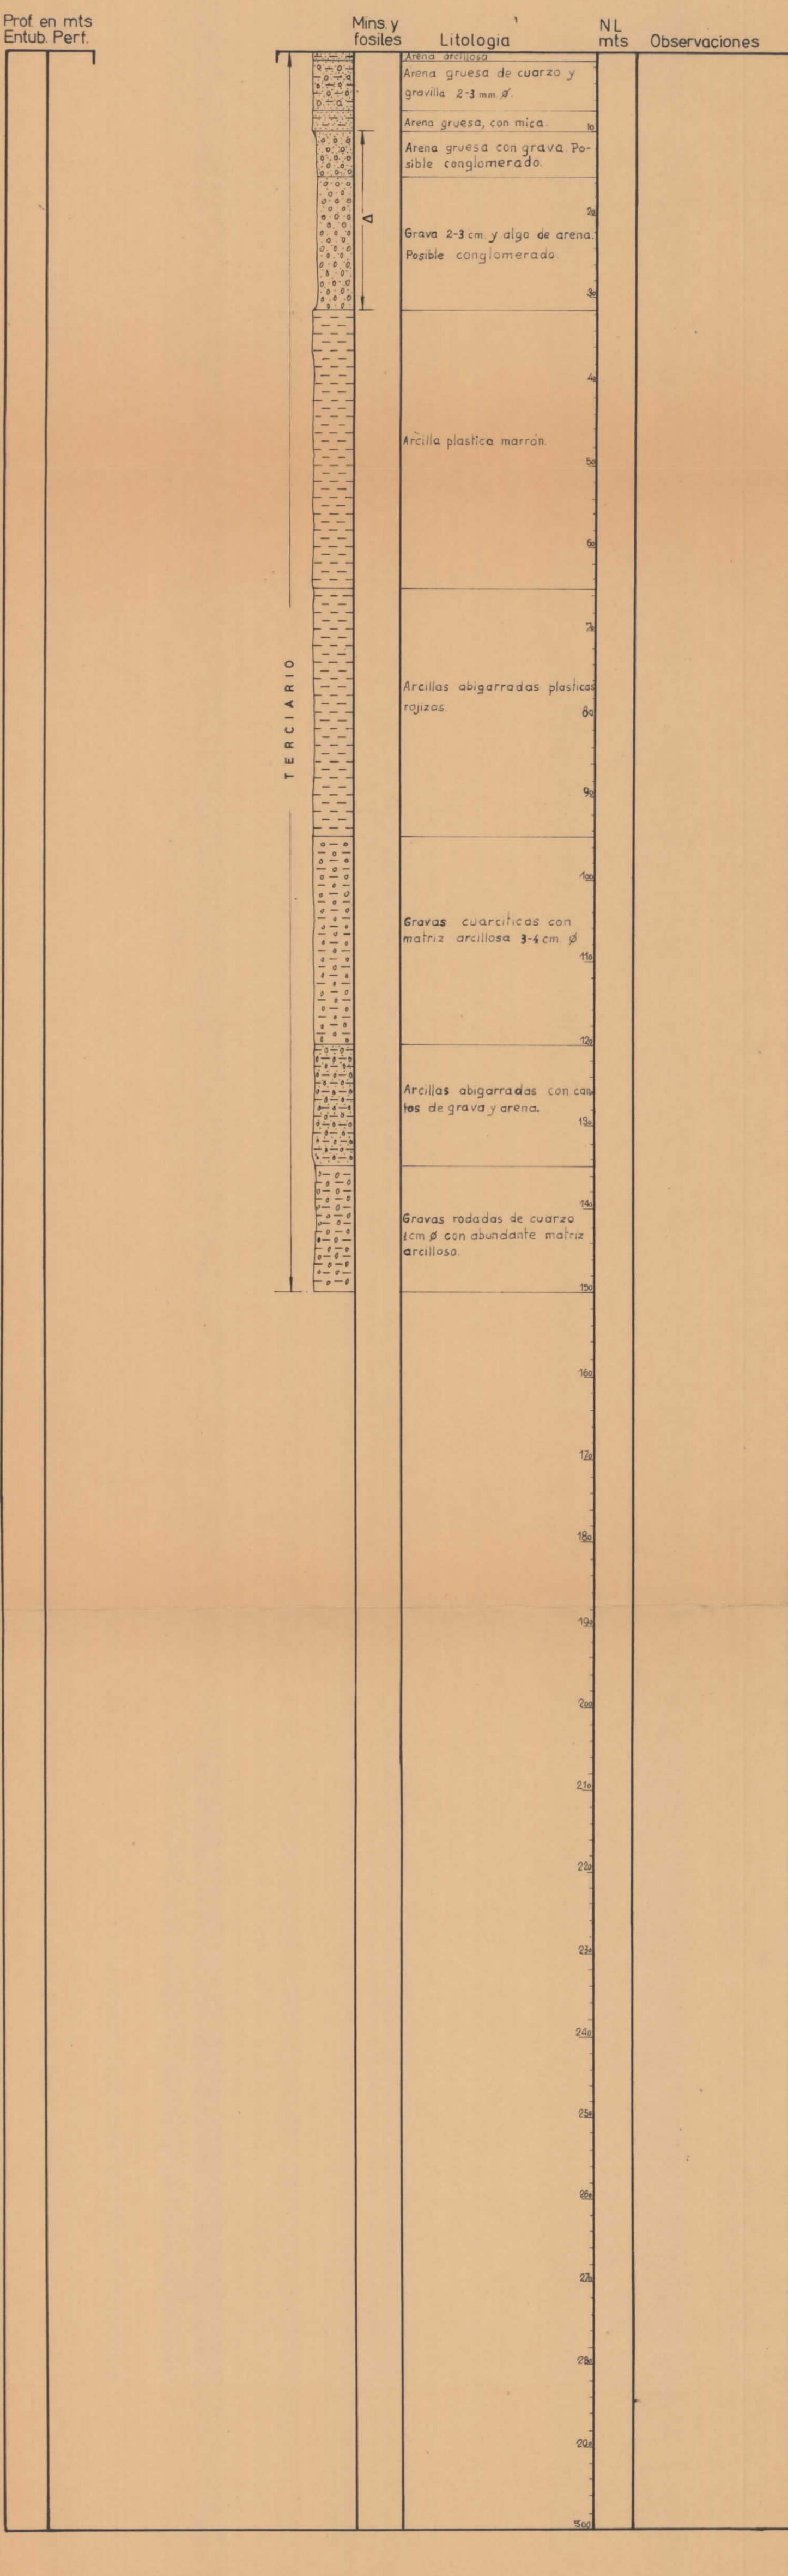 Prof. en mts
Entub. Perf.
Mins. y
fosiles
Litologia
NL
mts
Observaciones
Arena arcillosa
Arena gruesa de cuarzo y
gravilla 2-3 mm ø.
Arena gruesa, con mica.
10
Arena gruesa con grava Po-
sible conglomerado.
20
Δ
Grava 2-3 cm. y algo de arena.
Posible conglomerado.
30
40
Arcilla plastica marrón.
50
60
70
TERCIARIO
Arcillas abigarradas plasticas
rojizas.
80
90
100
Gravas cuarciticas con
matriz arcillosa 3-4 cm ø
110
120
Arcillas abigarradas con can
tos de grava y arena.
130
140
Gravas rodadas de cuarzo
1cm ø con abundante matriz
arcillosa.
150
160
170
180
190
200
210
220
230
240
250
260
270
280
290
300